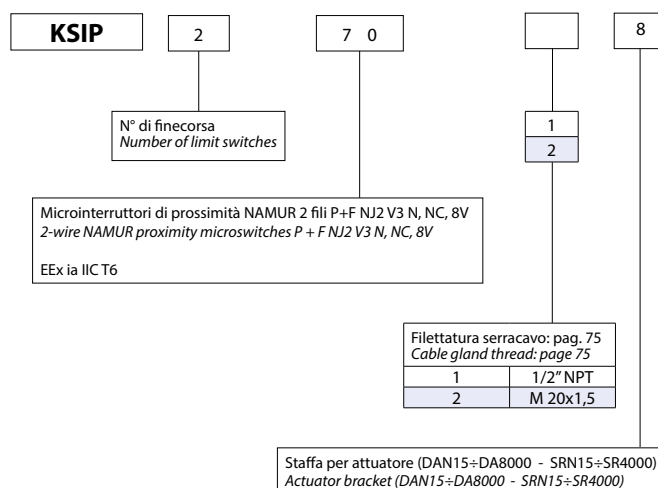 KSIP 2 7 0 8
N° di finecorsa
Number of limit switches
1
2
Microinterruttori di prossimità NAMUR 2 fili P+F NJ2 V3 N, NC, 8V
2-wire NAMUR proximity microswitches P + F NJ2 V3 N, NC, 8V
EEx ia IIC T6
Filettatura serracavo: pag. 75
Cable gland thread: page 75
1 1/2” NPT
2 M 20x1,5
Staffa per attuatore (DAN15÷DA8000 - SRN15÷SR4000)
Actuator bracket (DAN15÷DA8000 - SRN15÷SR4000)